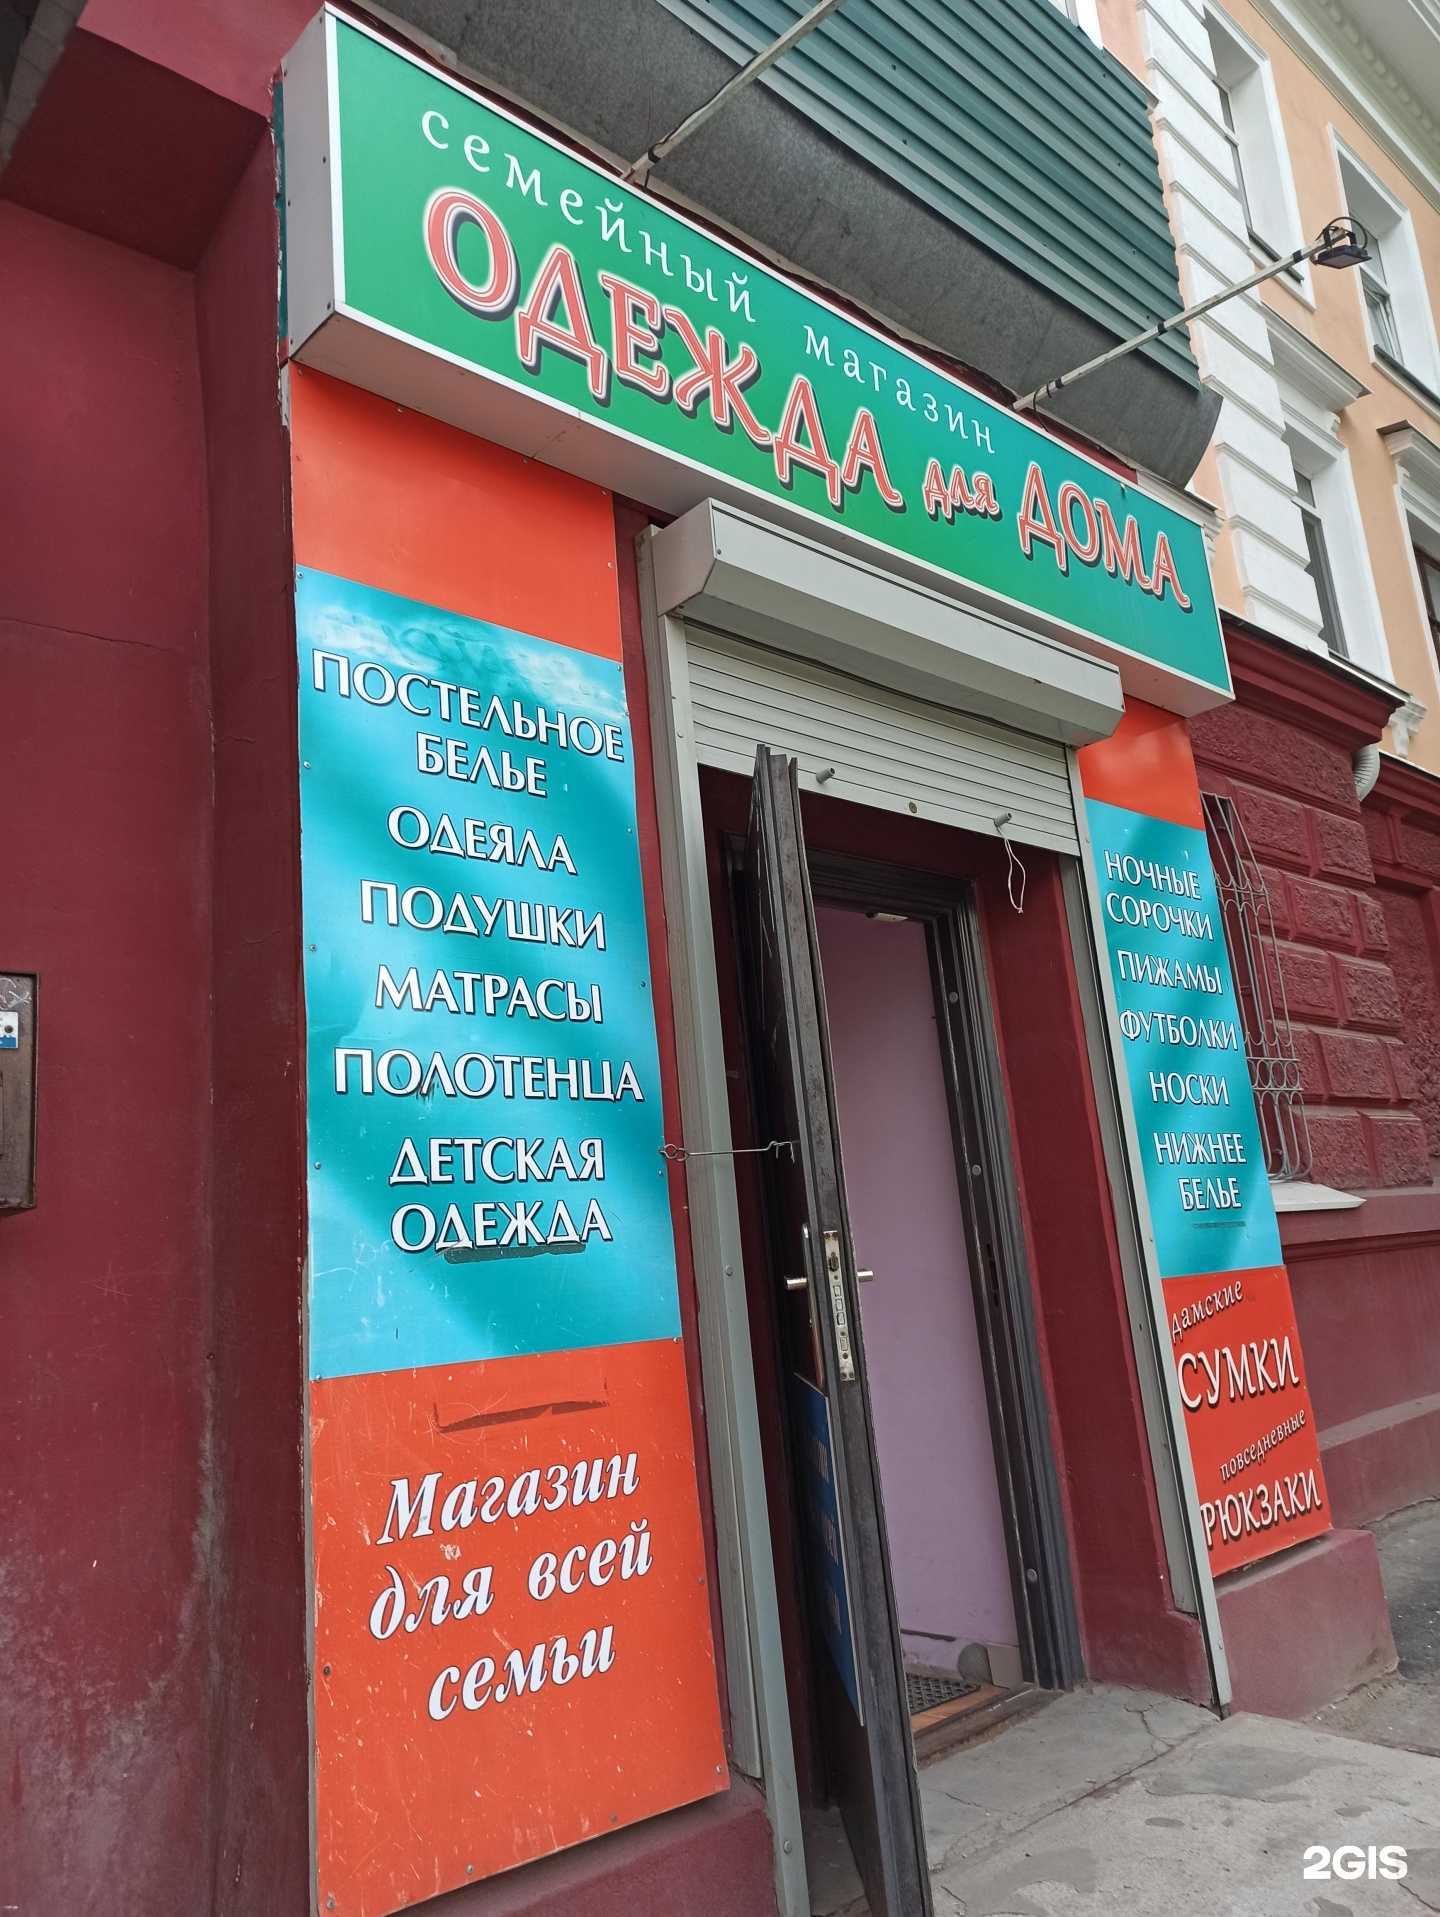 семейный магазин
ОДЕЖДА для ДОМА
ПОСТЕЛЬНОЕ
БЕЛЬЕ
ОДЕЯЛА
ПОДУШКИ
МАТРАСЫ
ПОЛОТЕНЦА
ДЕТСКАЯ
ОДЕЖДА
Магазин
для всей
семьи
НОЧНЫЕ
СОРОЧКИ
ПИЖАМЫ
ФУТБОЛКИ
НОСКИ
НИЖНЕЕ
БЕЛЬЕ
дамские
СУМКИ
повседневные
РЮКЗАКИ
2GIS